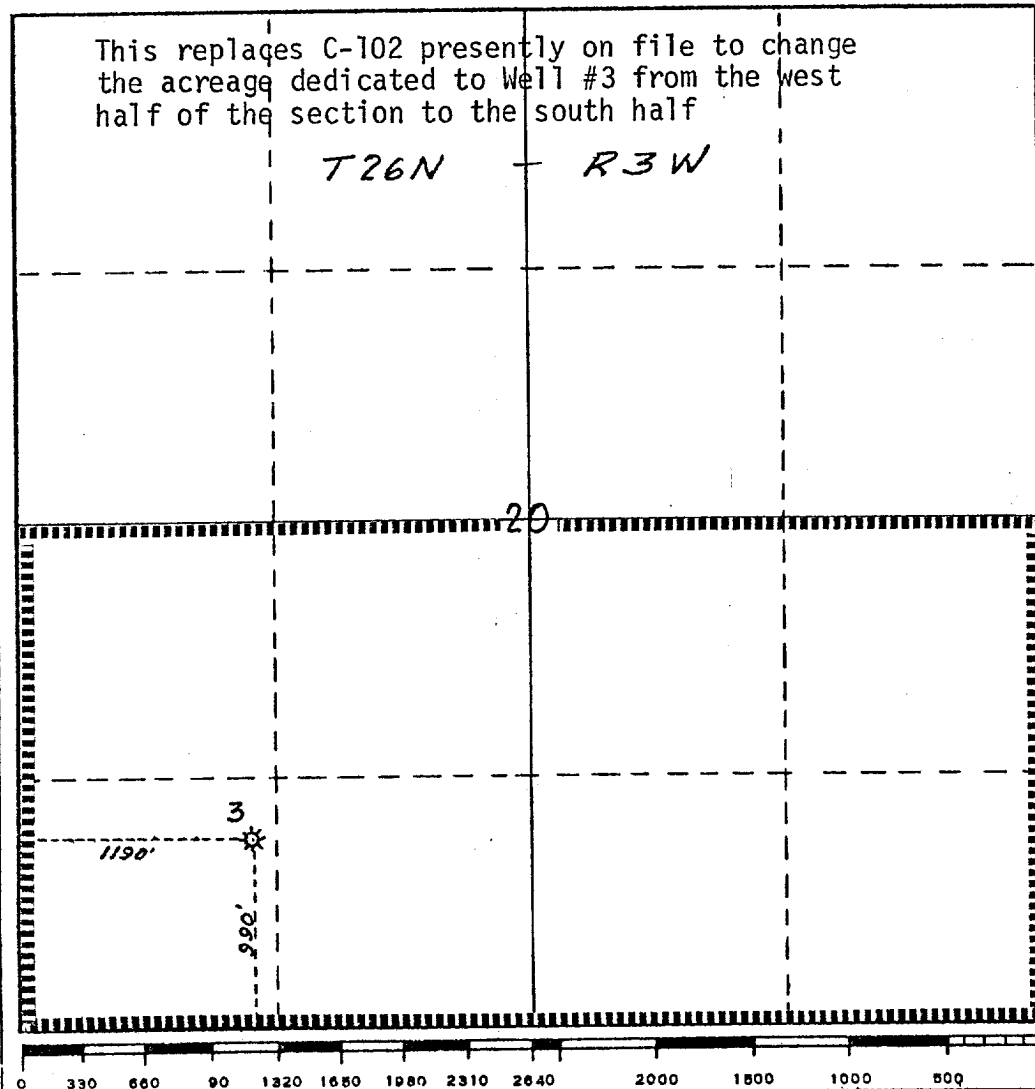 This replaces C-102 presently on file to change
the acreage dedicated to Well #3 from the west
half of the section to the south half
T26N R3W
20
3
1190'
990'
0 330 660 90 1320 1650 1980 2310 2640 2000 1500 1000 500